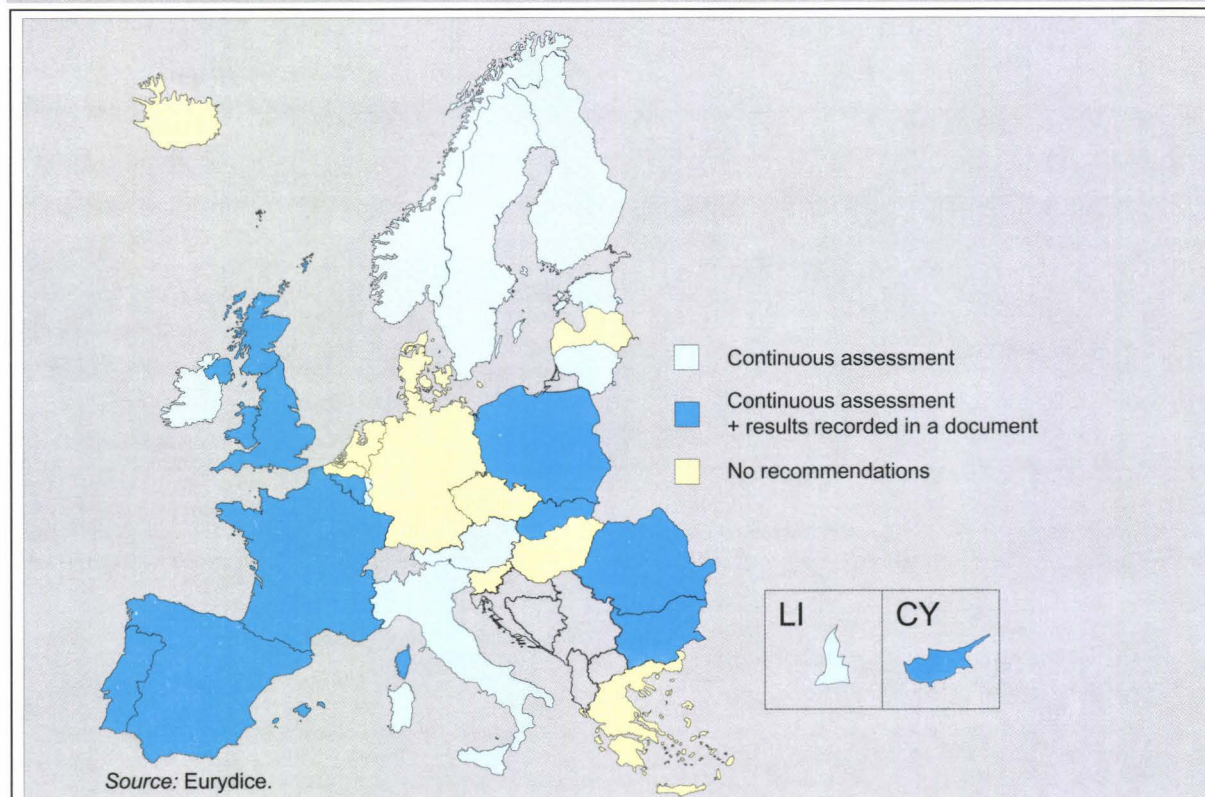 Continuous assessment
Continuous assessment
+ results recorded in a document
No recommendations
LI
CY
Source: Eurydice.